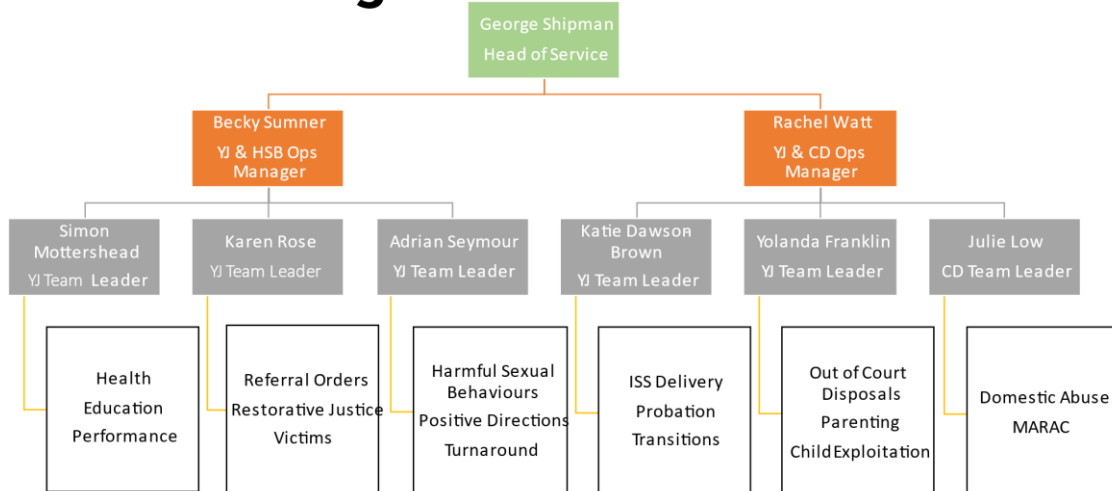 George Shipman
Head of Service
Becky Sumner
YJ & HSB Ops
Manager
Rachel Watt
YJ & CD Ops
Manager
Simon
Mottershead
YJ Team Leader
Karen Rose
YJ Team Leader
Adrian Seymour
YJ Team Leader
Katie Dawson-
Brown
YJ Team Leader
Yolanda Franklin
YJ Team Leader
Julie Low
CD Team Leader
Health
Education
Performance
Referral Orders
Restorative Justice
Victims
Harmful Sexual
Behaviours
Positive Directions
Turnaround
ISS Delivery
Probation
Transitions
Out of Court
Disposals
Parenting
Child Exploitation
Domestic Abuse
MARAC